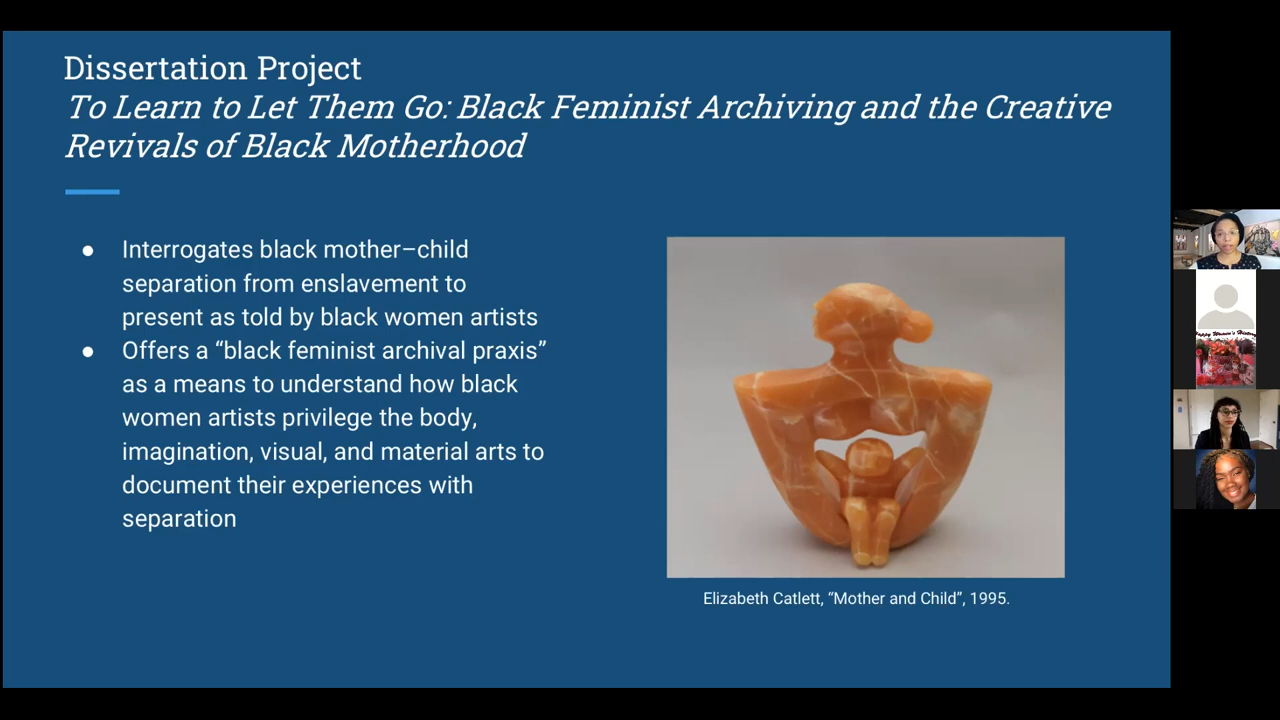 Dissertation Project
To Learn to Let Them Go: Black Feminist Archiving and the Creative
Revivals of Black Motherhood
● Interrogates black mother–child
separation from enslavement to
present as told by black women artists
● Offers a “black feminist archival praxis”
as a means to understand how black
women artists privilege the body,
imagination, visual, and material arts to
document their experiences with
separation
Elizabeth Catlett, “Mother and Child”, 1995.
Happy Women's History